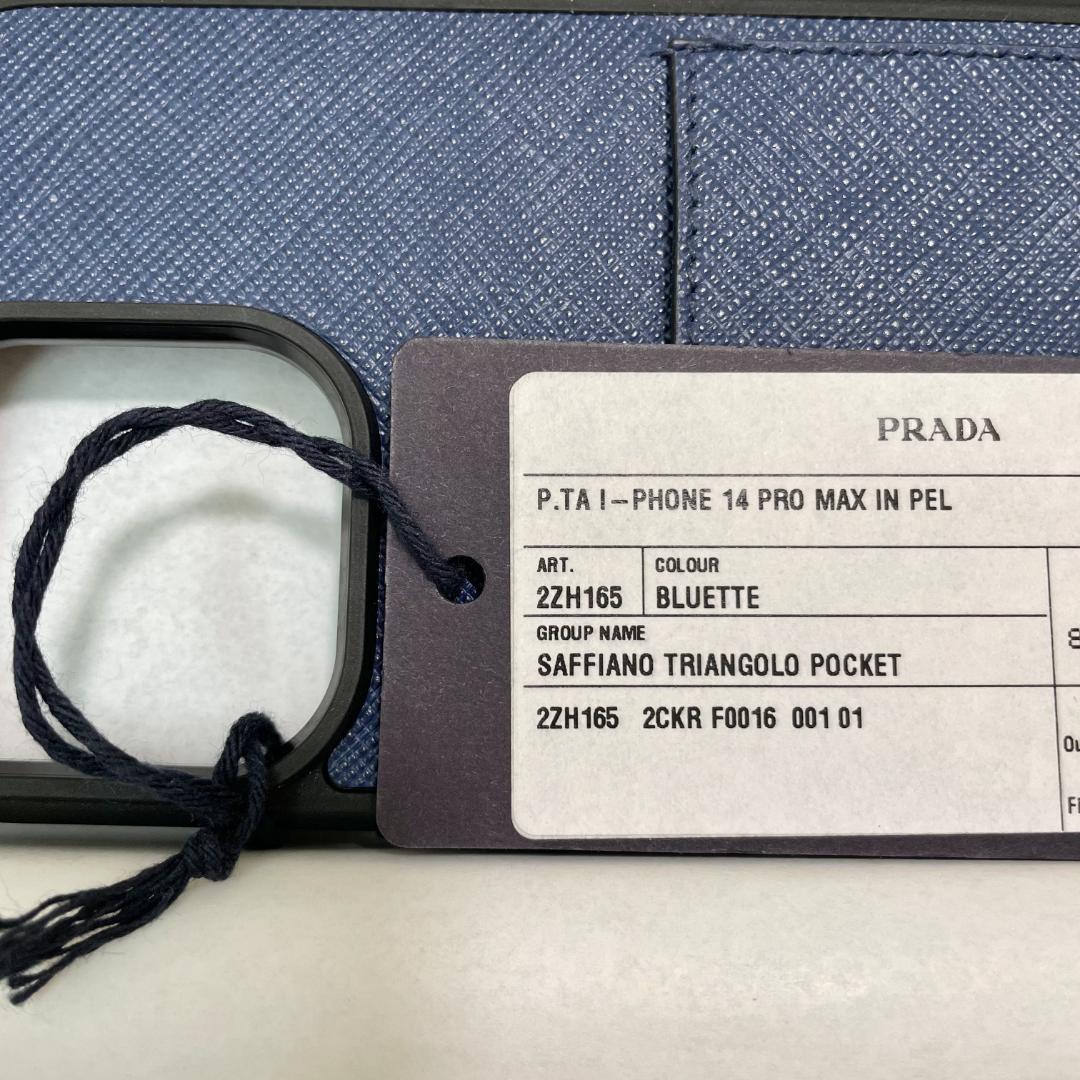 PRADA
P.TA I-PHONE 14 PRO MAX IN PEL
ART. COLOUR
2ZH165 BLUETTE
GROUP NAME
SAFFIANO TRIANGOLO POCKET
2ZH165 2CKR F0016 001 01